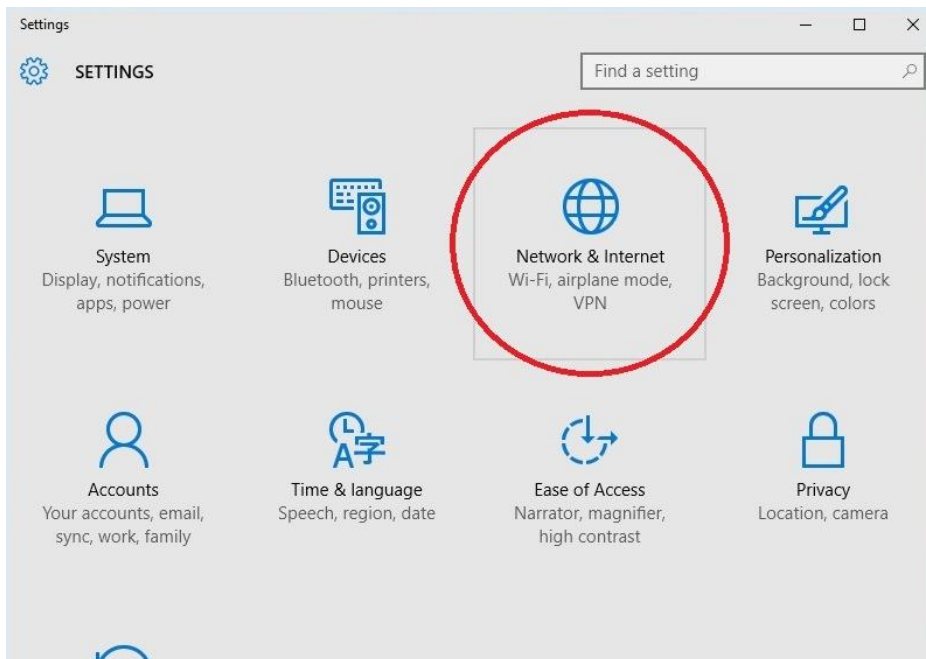 Settings
SETTINGS
Find a setting
System
Display, notifications,
apps, power
Devices
Bluetooth, printers,
mouse
Network & Internet
Wi-Fi, airplane mode,
VPN
Personalization
Background, lock
screen, colors
Accounts
Your accounts, email,
sync, work, family
A字
Time & language
Speech, region, date
Ease of Access
Narrator, magnifier,
high contrast
Privacy
Location, camera